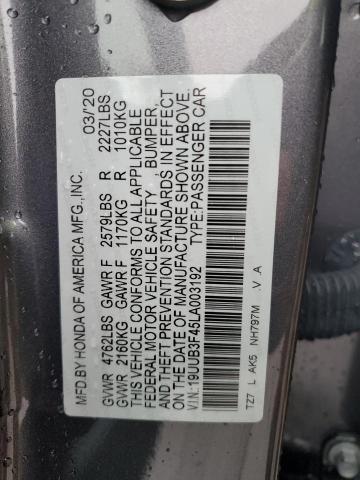 MFD.BY HONDA OF AMERICA MFG.,INC. 03/'20
GVWR 4762LBS GAWR F 2579LBS R 2227LBS
GVWR 2160KG GAWR F 1170KG R 1010KG
THIS VEHICLE CONFORMS TO ALL APPLICABLE
FEDERAL MOTOR VEHICLE SAFETY, BUMPER,
AND THEFT PREVENTION STANDARDS IN EFFECT
ON THE DATE OF MANUFACTURE SHOWN ABOVE.
V.I.N.: 19UUB3F45LA003192 TYPE:PASSENGER CAR
TZ7 L AK5 NH797M .V .A